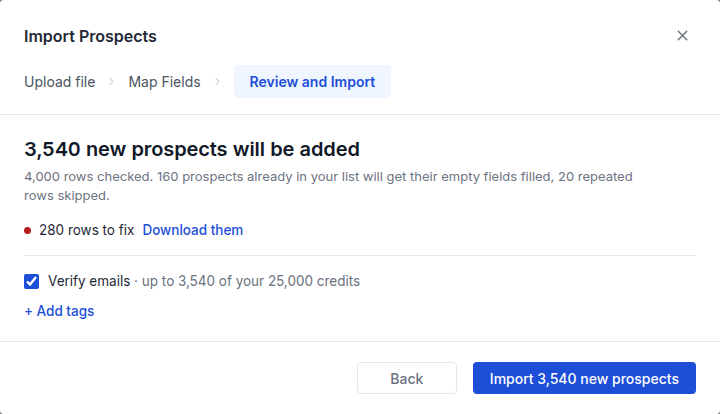 Import Prospects
Upload file > Map Fields > Review and Import
3,540 new prospects will be added
4,000 rows checked. 160 prospects already in your list will get their empty fields filled, 20 repeated
rows skipped.
280 rows to fix Download them
Verify emails · up to 3,540 of your 25,000 credits
+ Add tags
Back Import 3,540 new prospects